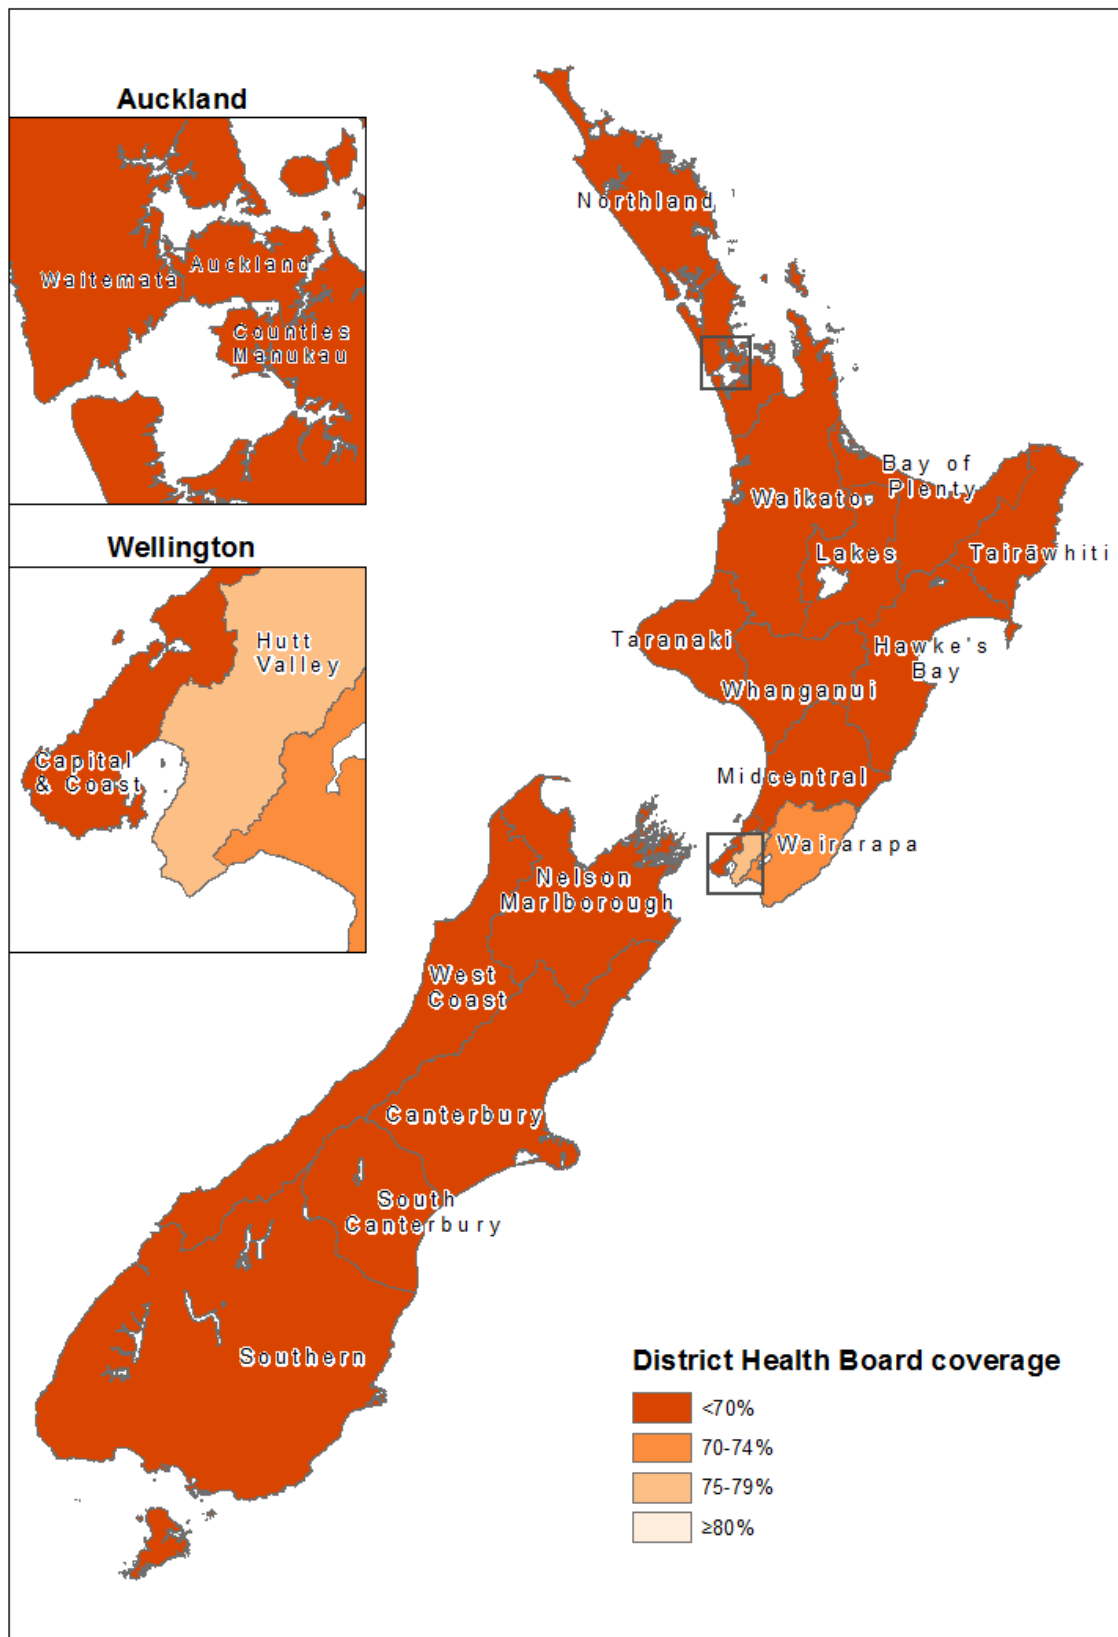 Auckland
Waitemata
Auckland
Counties
Manukau
Wellington
Hutt
Valley
Capital
& Coast
Northland
Bay of
Plenty
Waikato
Lakes
Tairāwhiti
Taranaki
Hawke's
Bay
Whanganui
Midcentral
Wairarapa
Nelson
Marlborough
West
Coast
Canterbury
South
Canterbury
Southern
District Health Board coverage
<70%
70-74%
75-79%
≥80%